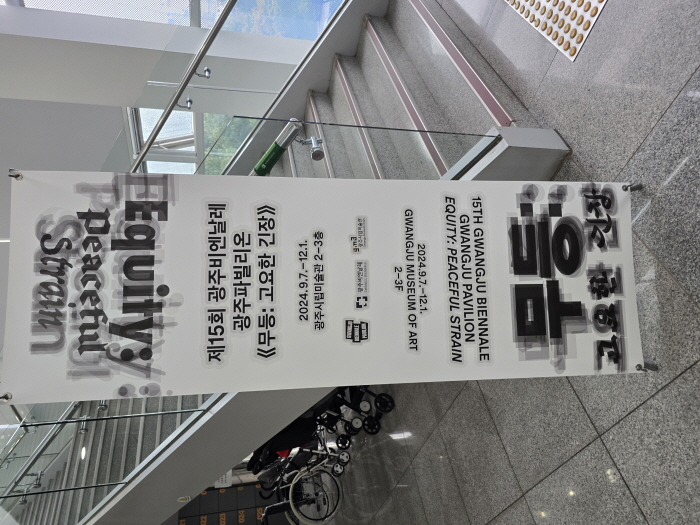 Equity:
Peaceful
Strain
제15회 광주비엔날레
광주파빌리온
《무등: 고요한 긴장》
2024.9.7.–12.1.
광주시립미술관 2–3층
15TH GWANGJU BIENNALE
GWANGJU PAVILION
EQUITY: PEACEFUL STRAIN
2024.9.7.–12.1.
GWANGJU MUSEUM OF ART
2–3F
무등:
고요한 긴장